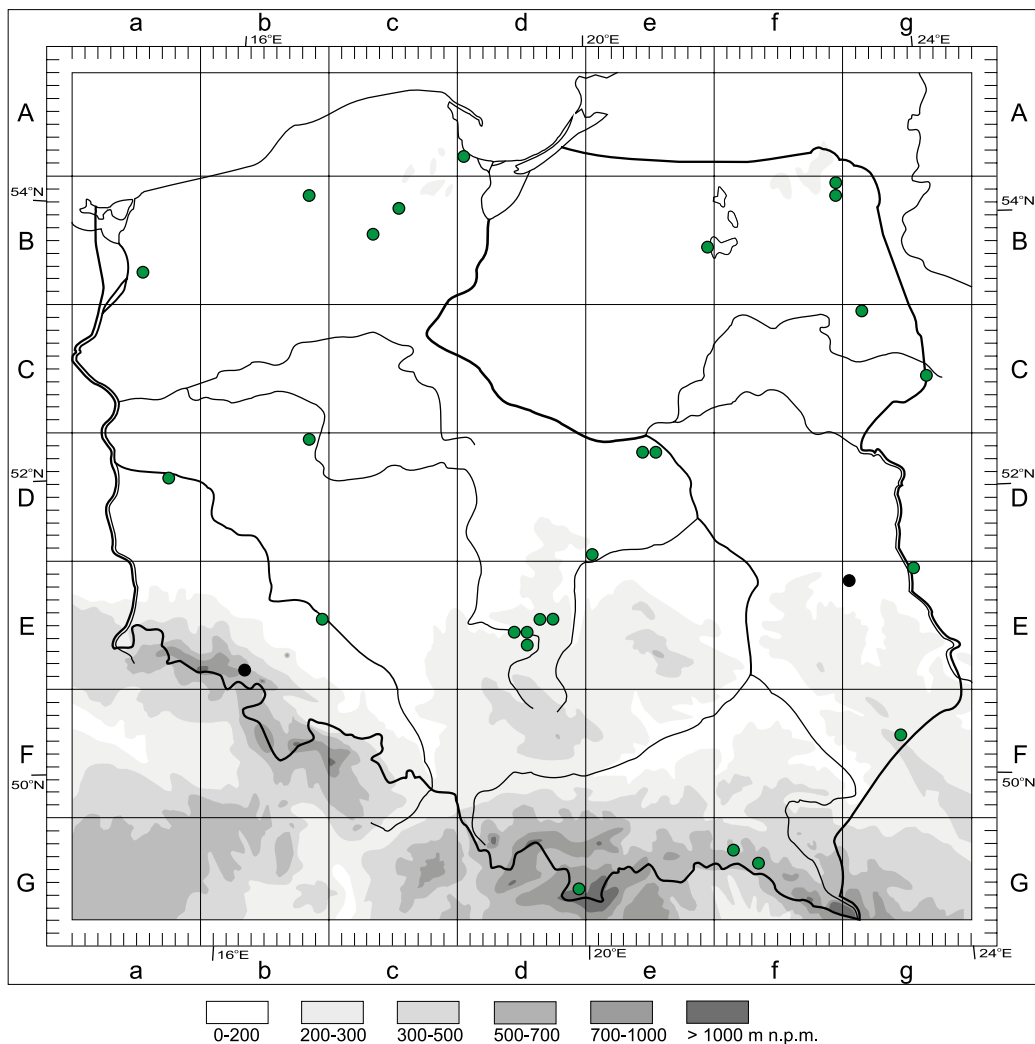 a b c d e f g
16°E 20°E 24°E
A A
54°N 54°N
B B
C C
52°N 52°N
D D
E E
F F
50°N 50°N
G G
16°E 20°E 24°E
a b c d e f g
0-200 200-300 300-500 500-700 700-1000 > 1000 m n.p.m.